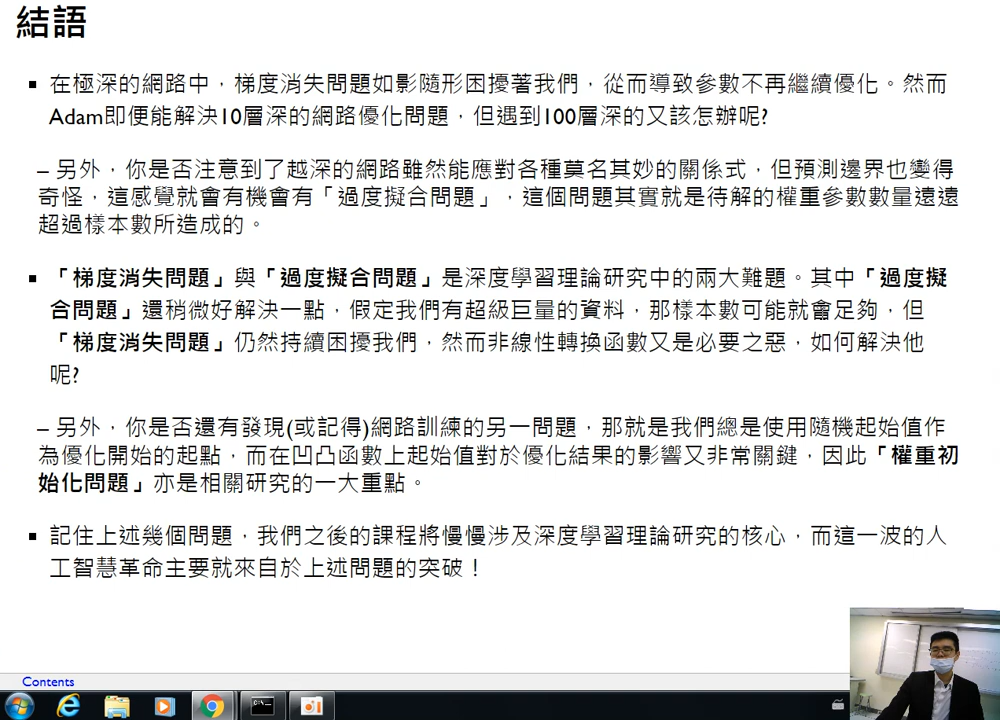 結語
▪ 在極深的網路中，梯度消失問題如影隨形困擾著我們，從而導致參數不再繼續優化。然而
Adam即便能解決10層深的網路優化問題，但遇到100層深的又該怎辦呢?
– 另外，你是否注意到了越深的網路雖然能應對各種莫名其妙的關係式，但預測邊界也變得
奇怪，這感覺就會有機會有「過度擬合問題」，這個問題其實就是待解的權重參數數量遠遠
超過樣本數所造成的。
▪ 「梯度消失問題」與「過度擬合問題」是深度學習理論研究中的兩大難題。其中「過度擬
合問題」還稍微好解決一點，假定我們有超級巨量的資料，那樣本數可能就會足夠，但
「梯度消失問題」仍然持續困擾我們，然而非線性轉換函數又是必要之惡，如何解決他
呢?
– 另外，你是否還有發現(或記得)網路訓練的另一問題，那就是我們總是使用隨機起始值作
為優化開始的起點，而在凹凸函數上起始值對於優化結果的影響又非常關鍵，因此「權重初
始化問題」亦是相關研究的一大重點。
▪ 記住上述幾個問題，我們之後的課程將慢慢涉及深度學習理論研究的核心，而這一波的人
工智慧革命主要就來自於上述問題的突破！
Contents